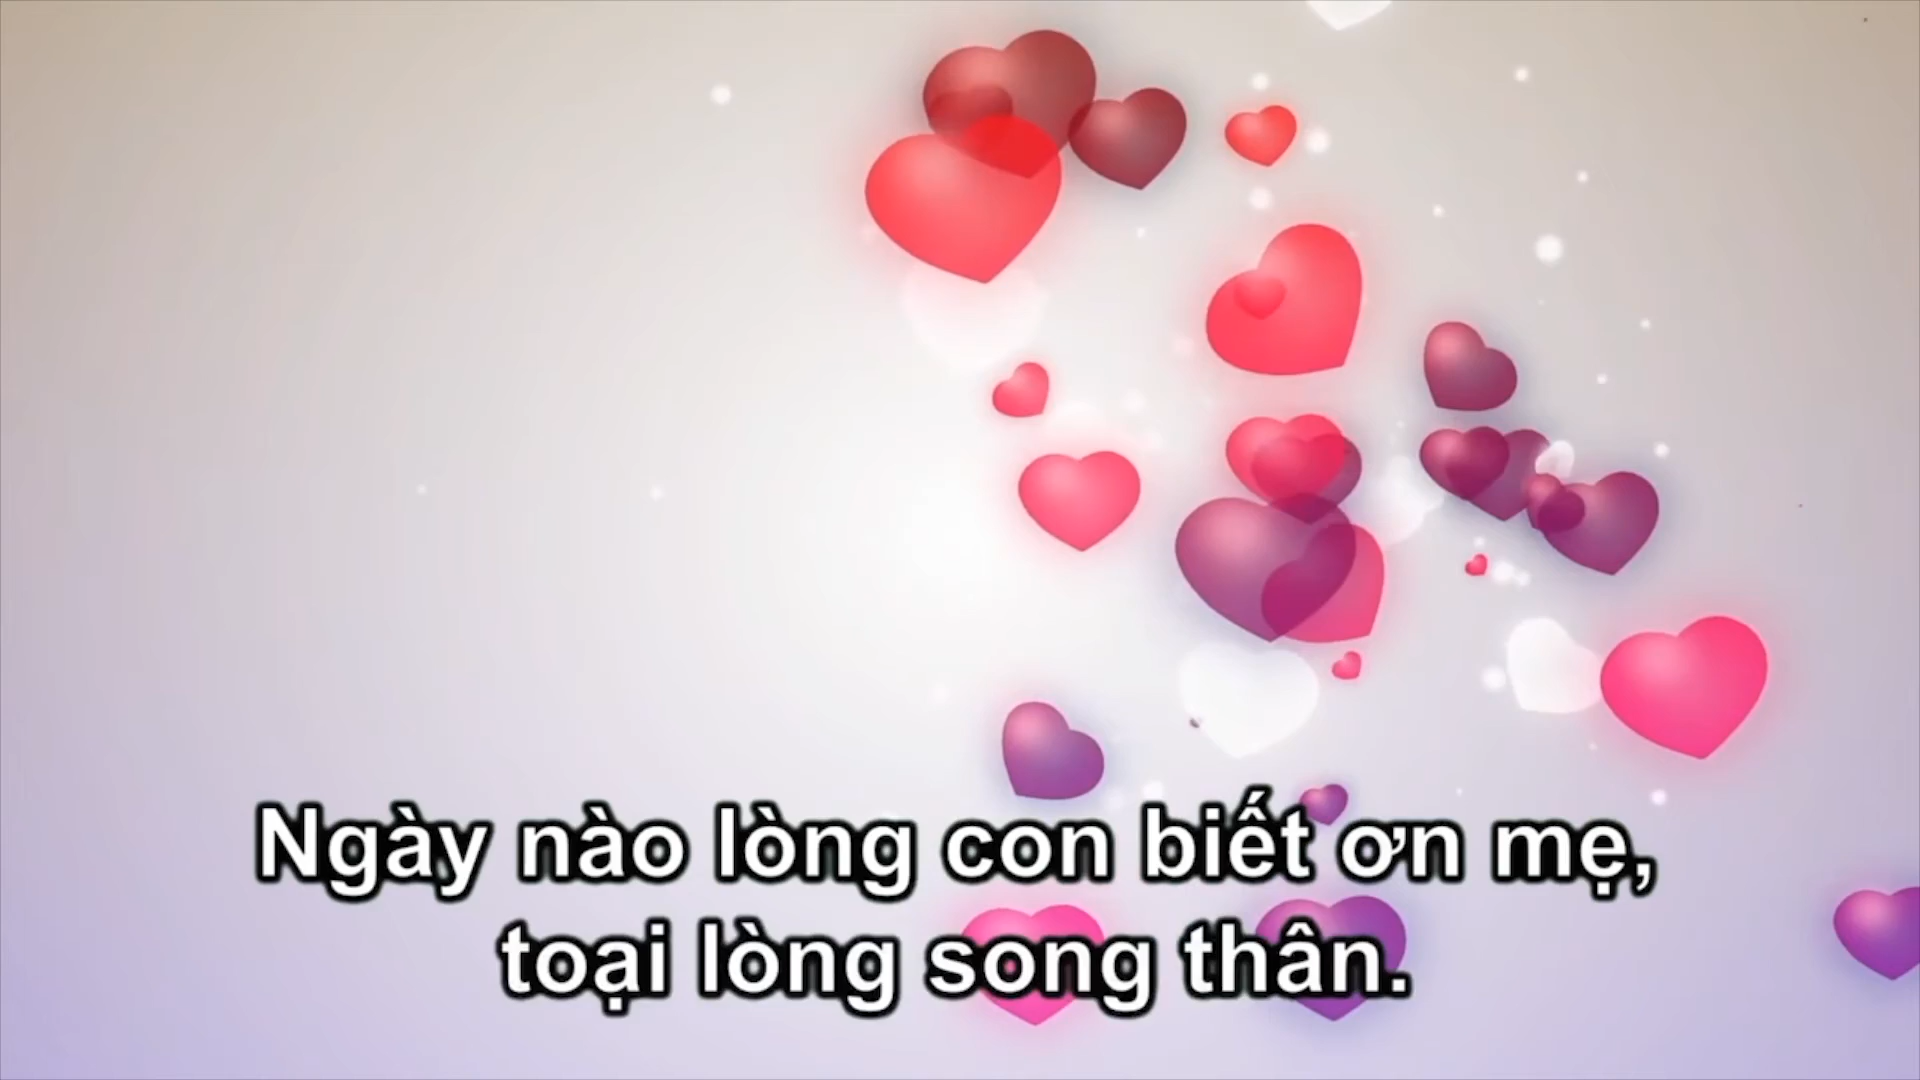 Ngày nào lòng con biết ơn mẹ,
toại lòng song thân.